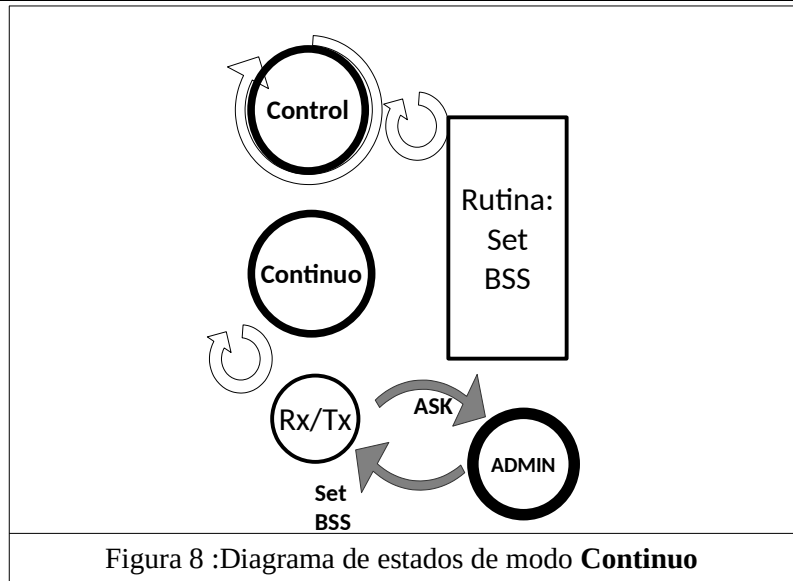 Control
Rutina:
Set
BSS
Continuo
Rx/Tx
ASK
ADMIN
Set
BSS
Figura 8 :Diagrama de estados de modo Continuo